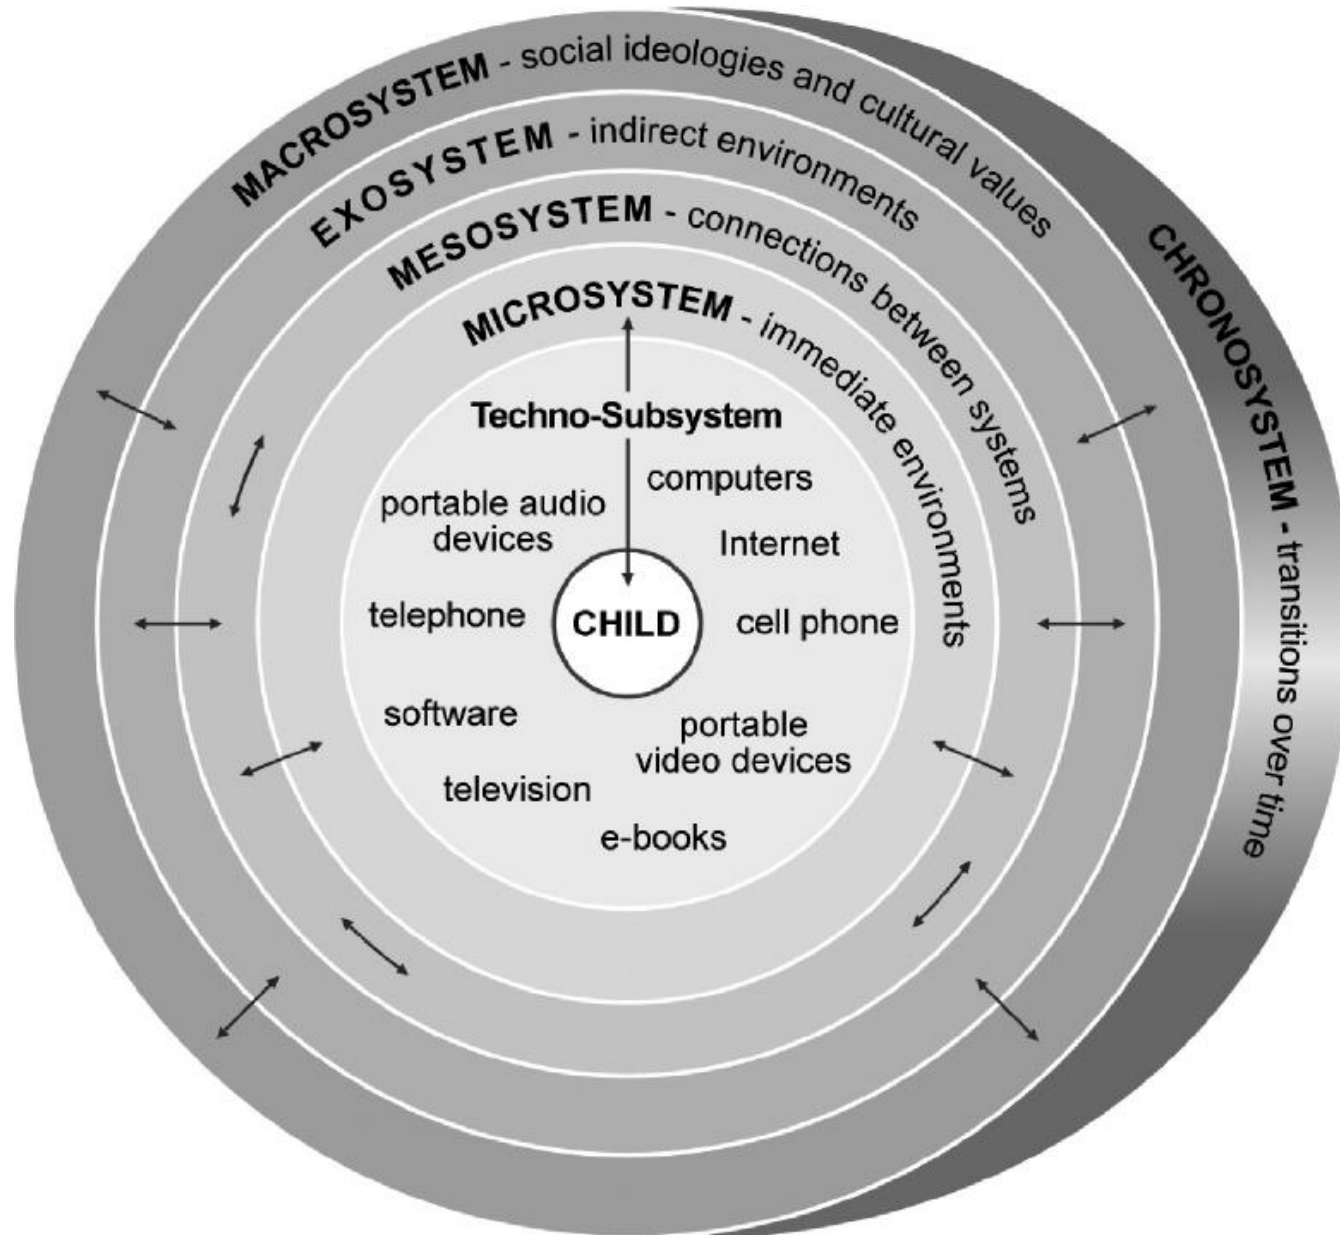 MACROSYSTEM - social ideologies and cultural values
EXOSYSTEM - indirect environments
MESOSYSTEM - connections between systems
MICROSYSTEM - immediate environments
CHRONOSYSTEM - transitions over time
Techno-Subsystem
computers
portable audio
devices
Internet
telephone
CHILD
cell phone
software
portable
video devices
television
e-books